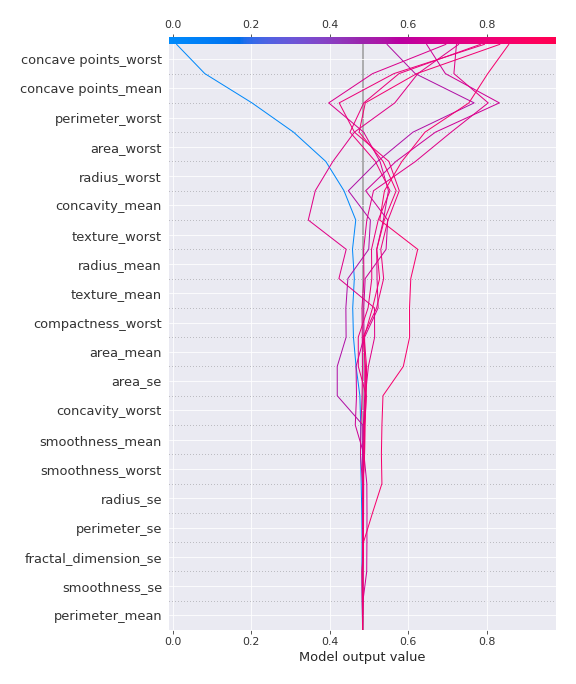 0.0 0.2 0.4 0.6 0.8
concave points_worst
concave points_mean
perimeter_worst
area_worst
radius_worst
concavity_mean
texture_worst
radius_mean
texture_mean
compactness_worst
area_mean
area_se
concavity_worst
smoothness_mean
smoothness_worst
radius_se
perimeter_se
fractal_dimension_se
smoothness_se
perimeter_mean
0.0 0.2 0.4 0.6 0.8
Model output value